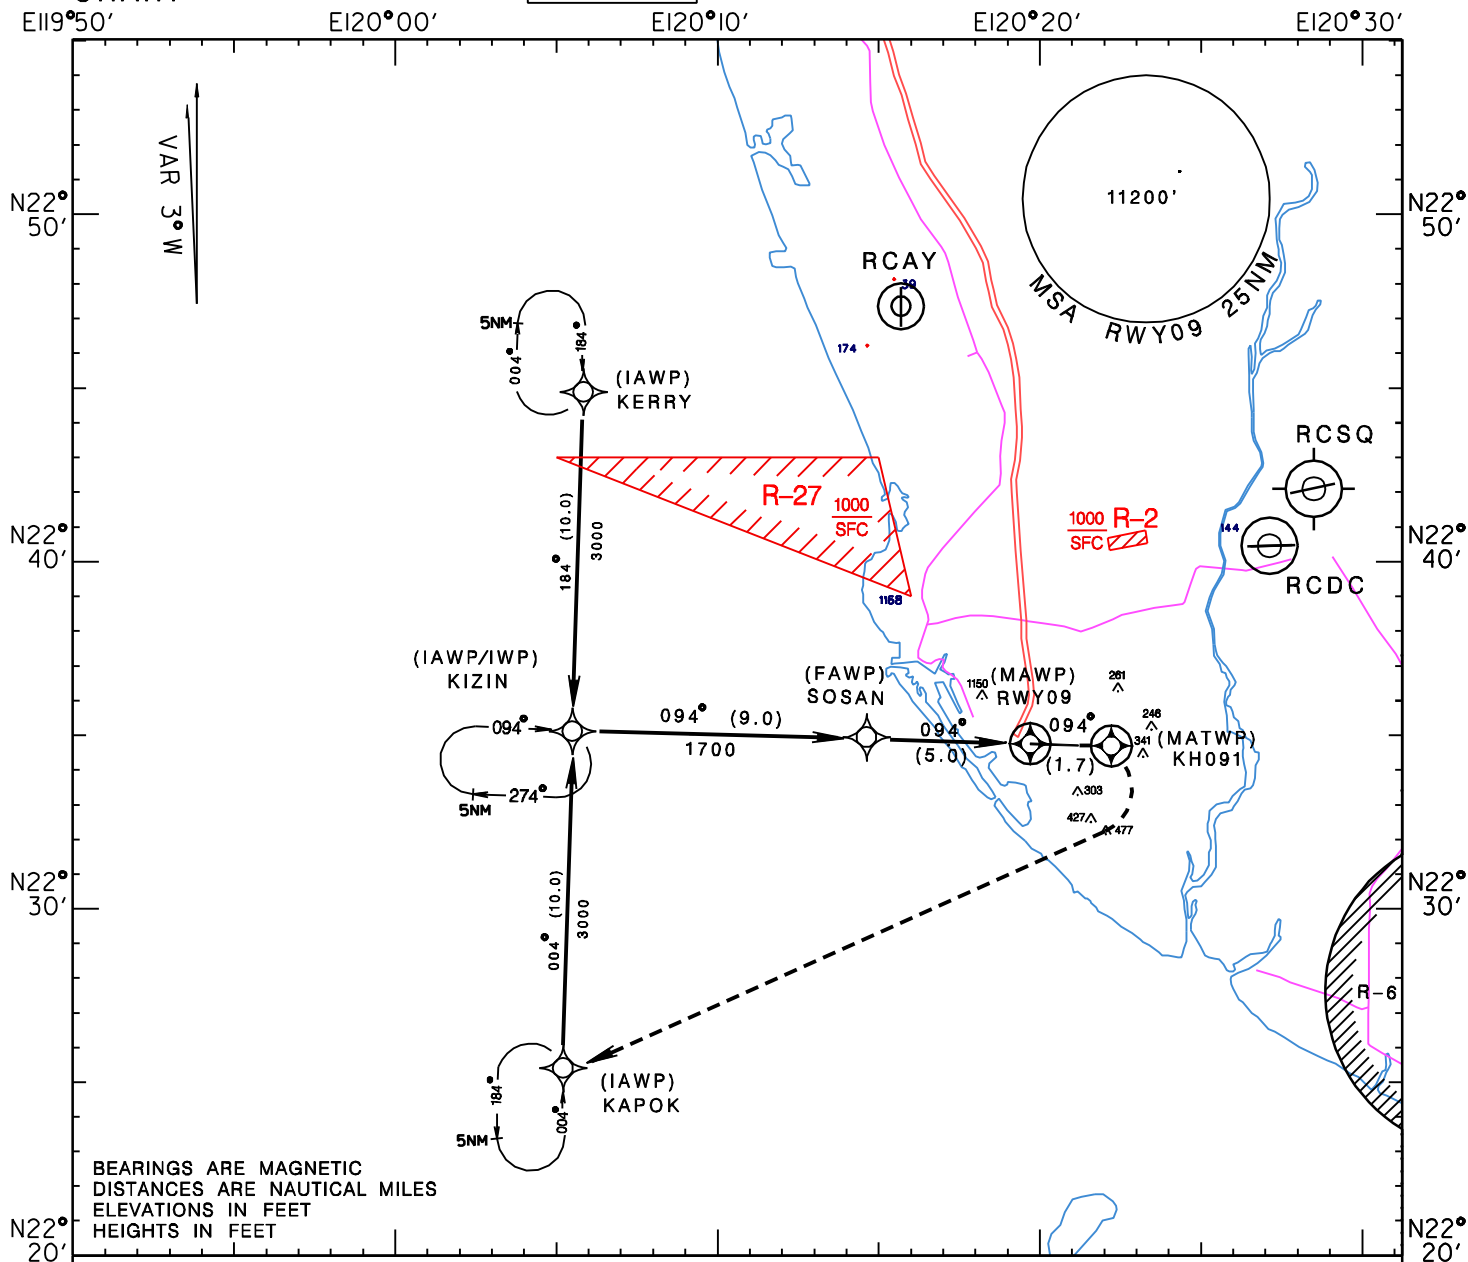 E119°50′ E120°00′ E120°10′ E120°20′ E120°30′
VAR 3°W
N22°
50′
N22°
50′
11200'
MSA RWY09 25NM
RCAY
39
174
5NM
184°
004°
(IAWP)
KERRY
RCSQ
R-27
1000
SFC
1000
SFC
R-2
144
RCDC
184° (10.0)
3000
N22°
40′
N22°
40′
1158
(IAWP/IWP)
KIZIN
(FAWP)
SOSAN
1150
(MAWP)
RWY09
261
246
341
094°
094° (9.0)
1700
094°
(5.0)
094°
(1.7)
(MATWP)
KH091
274°
5NM
303
427
477
N22°
30′
N22°
30′
004° (10.0)
3000
R-6
(IAWP)
KAPOK
184°
004°
5NM
BEARINGS ARE MAGNETIC
DISTANCES ARE NAUTICAL MILES
ELEVATIONS IN FEET
HEIGHTS IN FEET
N22°
20′
N22°
20′